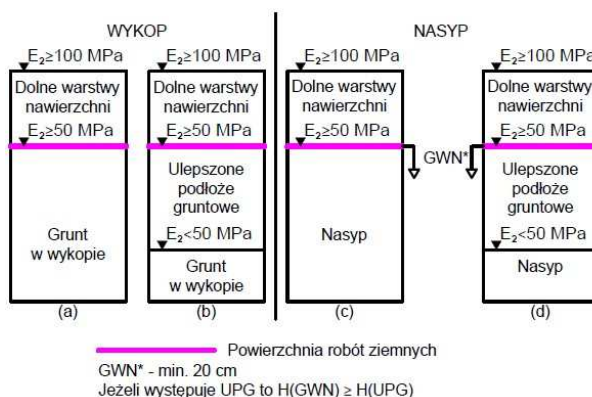 WYKOP
NASYP
E₂≥100 MPa
E₂≥100 MPa
E₂≥100 MPa
E₂≥100 MPa
Dolne warstwy
nawierzchni
Dolne warstwy
nawierzchni
Dolne warstwy
nawierzchni
Dolne warstwy
nawierzchni
E₂≥50 MPa
E₂≥50 MPa
E₂≥50 MPa
E₂≥50 MPa
GWN*
Grunt
w wykopie
Ulepszone
podłoże
gruntowe
Nasyp
Ulepszone
podłoże
gruntowe
E₂<50 MPa
E₂<50 MPa
Grunt
w wykopie
Nasyp
(a)
(b)
(c)
(d)
Powierzchnia robót ziemnych
GWN* - min. 20 cm
Jeżeli występuje UPG to H(GWN) ≥ H(UPG)